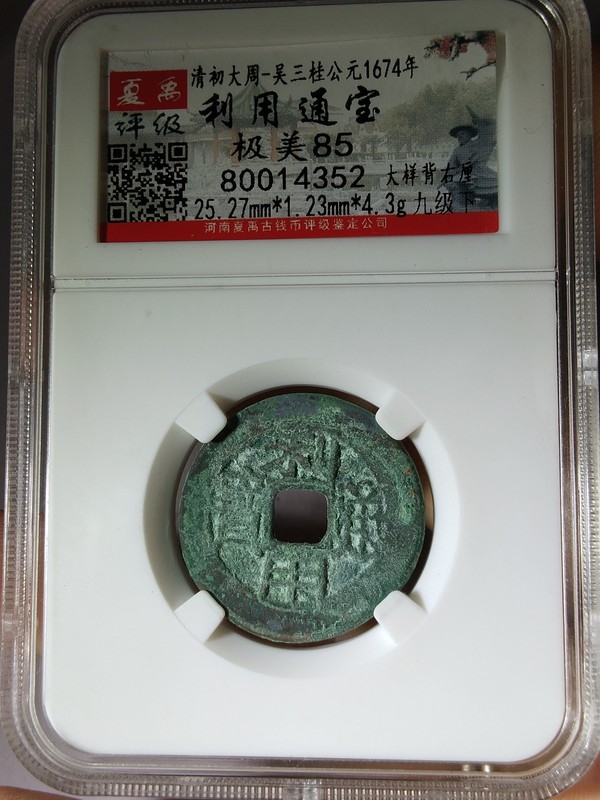 清初大周-吴三桂公元1674年
夏禹
评级
利用通宝
极美85
80014352 大样背右厘
25.27mm*1.23mm*4.3g 九级下
河南夏禹古钱币评级鉴定公司
利用通寶